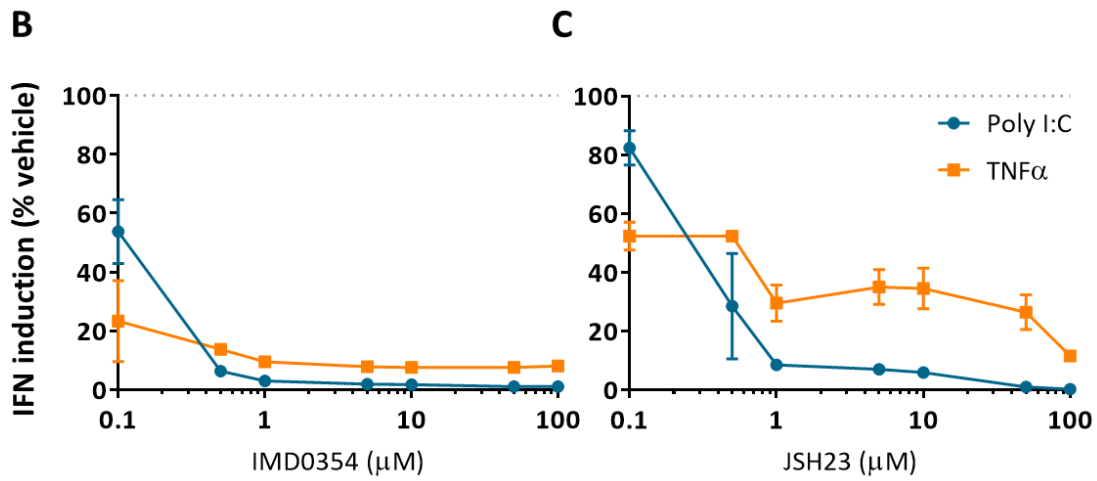 B
C
IFN induction (% vehicle)
100
80
60
40
20
0
0.1 1 10 100
IMD0354 (μM)
100
80
60
40
20
0
0.1 1 10 100
JSH23 (μM)
Poly I:C
TNFα